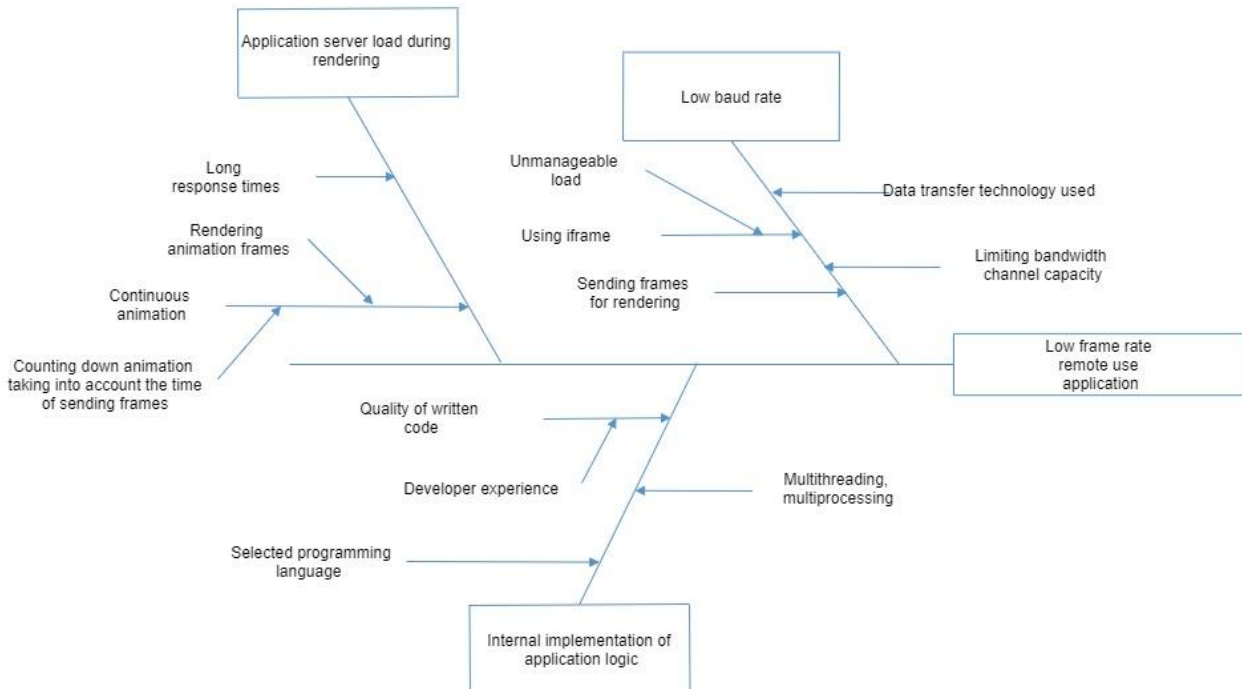 Application server load during
rendering
Low baud rate
Long
response times
Unmanageable
load
Data transfer technology used
Rendering
animation frames
Using iframe
Limiting bandwidth
channel capacity
Sending frames
for rendering
Continuous
animation
Counting down animation
taking into account the time
of sending frames
Low frame rate
remote use
application
Quality of written
code
Developer experience
Multithreading,
multiprocessing
Selected programming
language
Internal implementation of
application logic